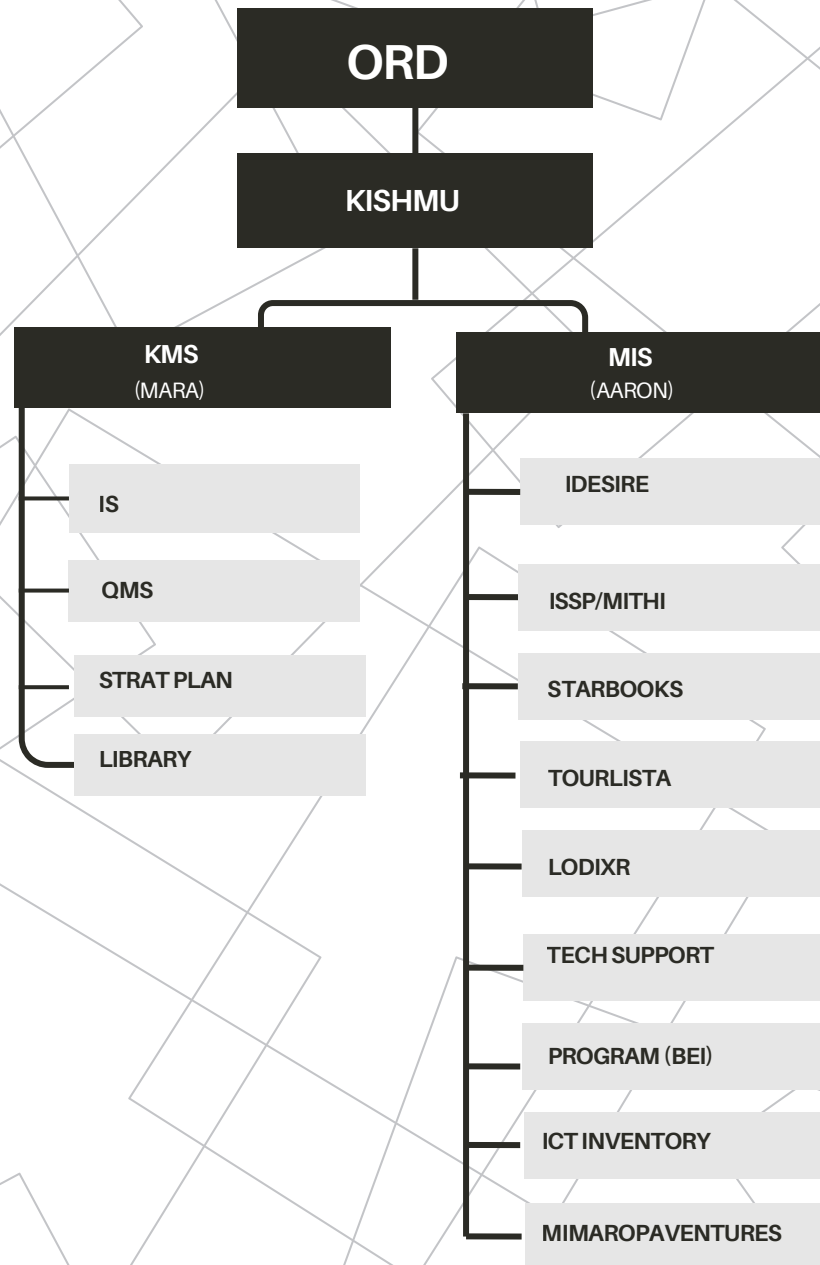 ORD
KISHMU
KMS
(MARA)
IS
QMS
STRAT PLAN
LIBRARY
MIS
(AARON)
IDESIRE
ISSP/MITHI
STARBOOKS
TOURLISTA
LODIXR
TECH SUPPORT
PROGRAM (BEI)
ICT INVENTORY
MIMAROPAVENTURES